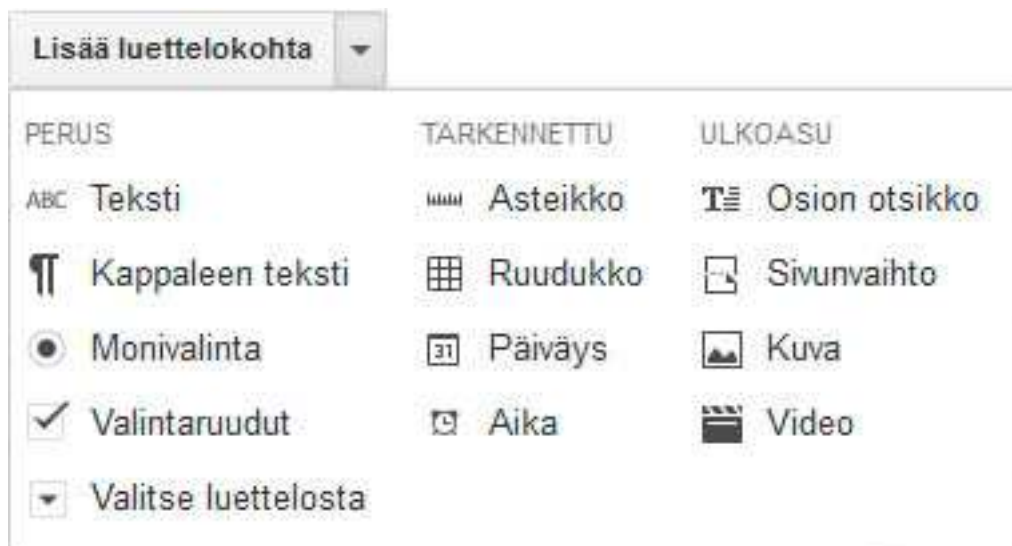 Lisää luettelokohta
PERUS TARKENNETTU ULKOASU
ABC Teksti Asteikko T Osion otsikko
¶ Kappaleen teksti Ruudukko Sivunvaihto
Monivalinta 31 Päiväys Kuva
Valintaruudut Aika Video
Valitse luettelosta